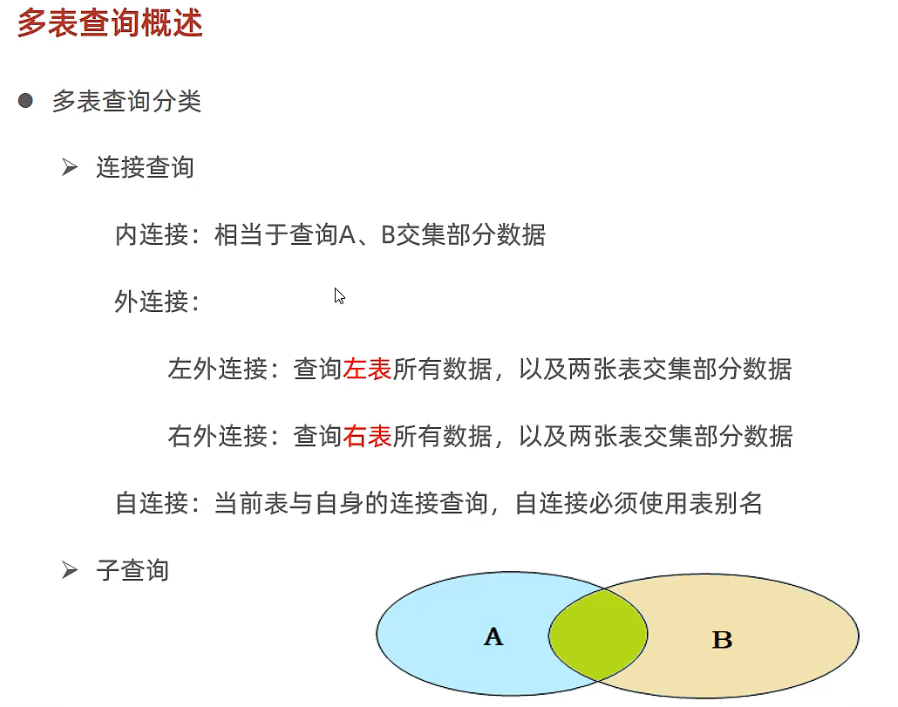 多表查询概述
多表查询分类
连接查询
内连接：相当于查询A、B交集部分数据
外连接：
左外连接：查询左表所有数据，以及两张表交集部分数据
右外连接：查询右表所有数据，以及两张表交集部分数据
自连接：当前表与自身的连接查询，自连接必须使用表别名
子查询
A
B